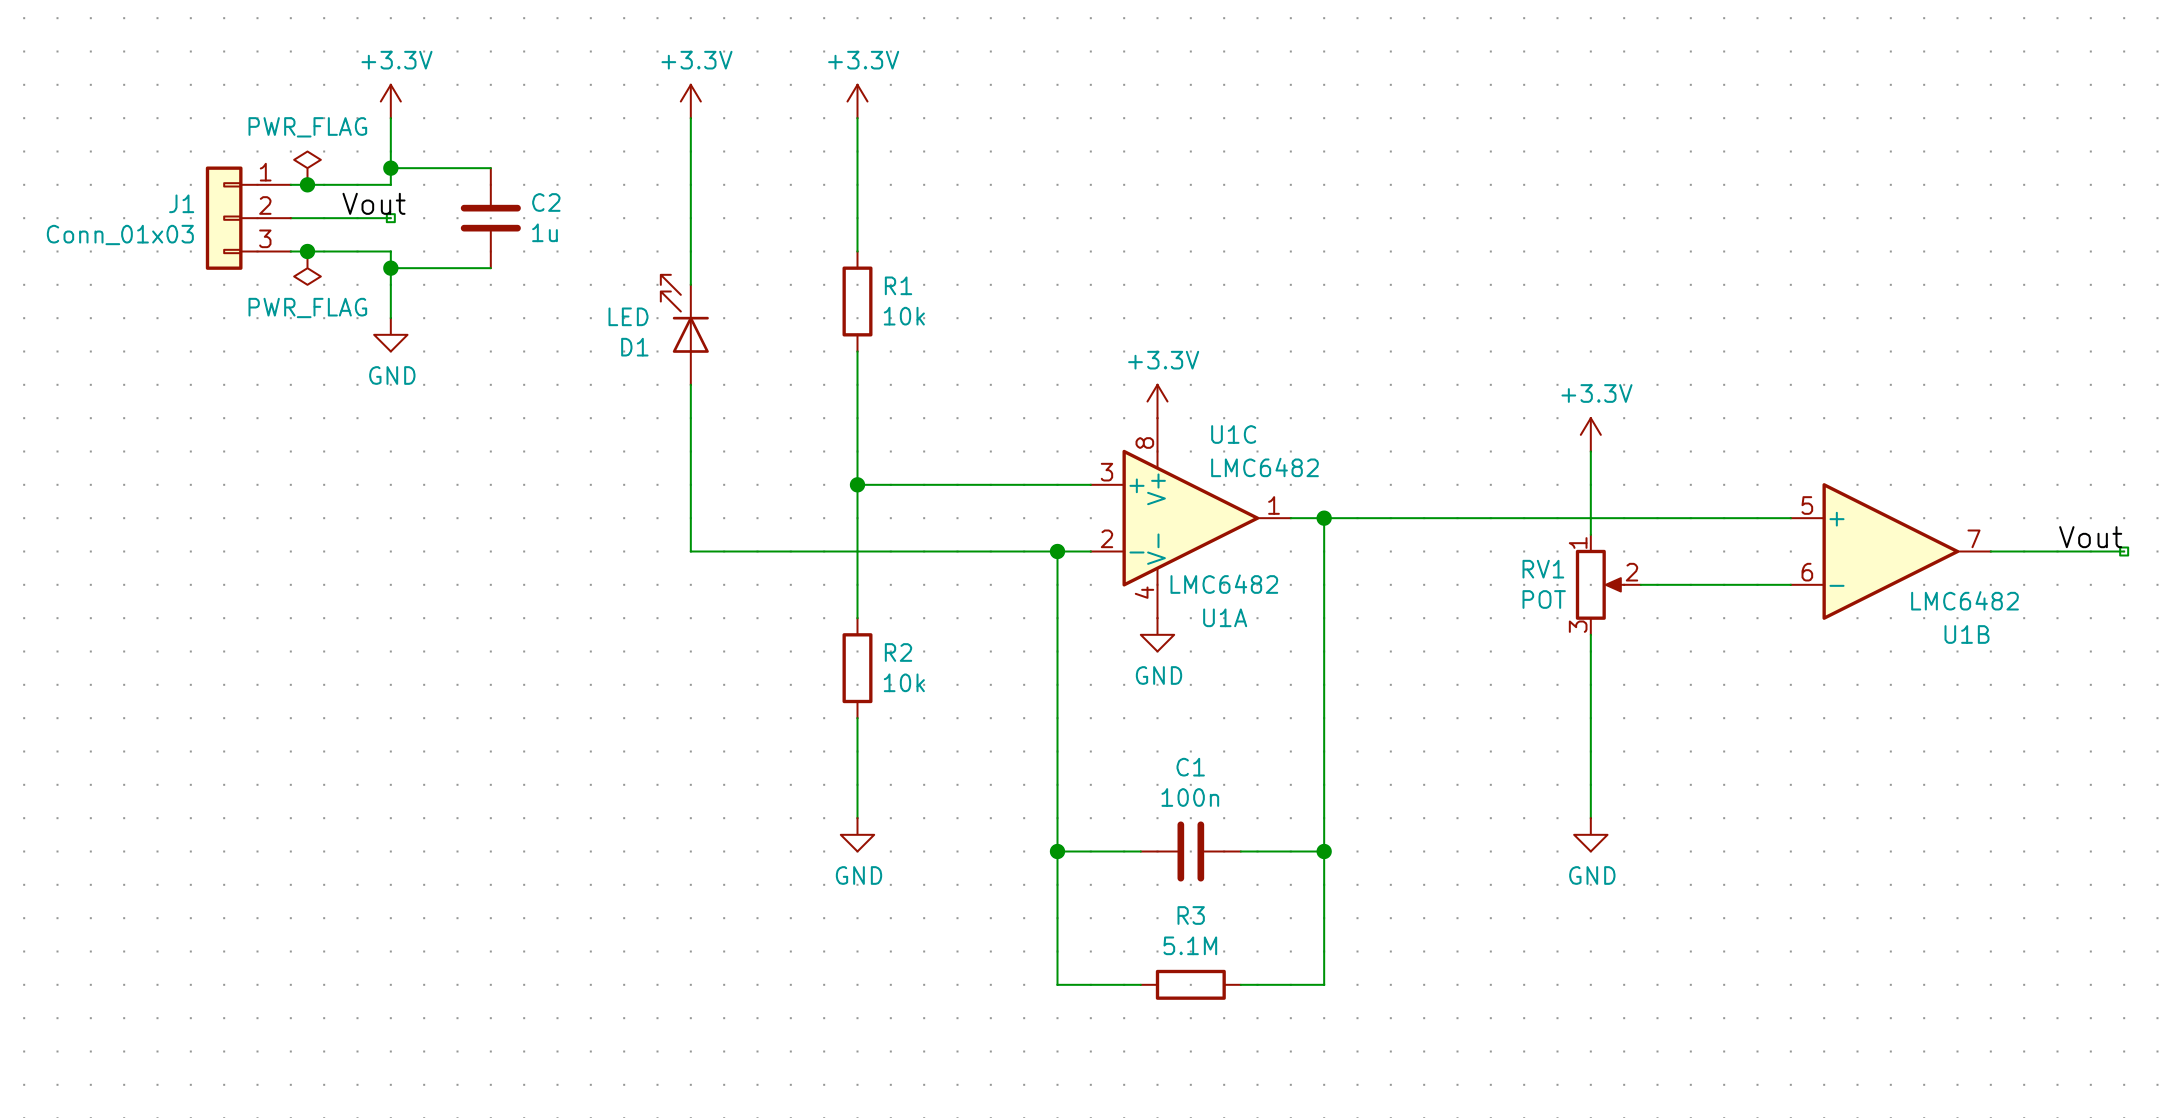 +3.3V
+3.3V
+3.3V
PWR_FLAG
J1
Conn_01x03
1
2
3
Vout
C2
1u
PWR_FLAG
GND
LED
D1
R1
10k
R2
10k
GND
+3.3V
8
U1C
LMC6482
3
2
+
-
V+
V-
1
4
LMC6482
U1A
GND
C1
100n
R3
5.1M
+3.3V
RV1
POT
1
2
3
GND
5
6
+
-
7
Vout
LMC6482
U1B